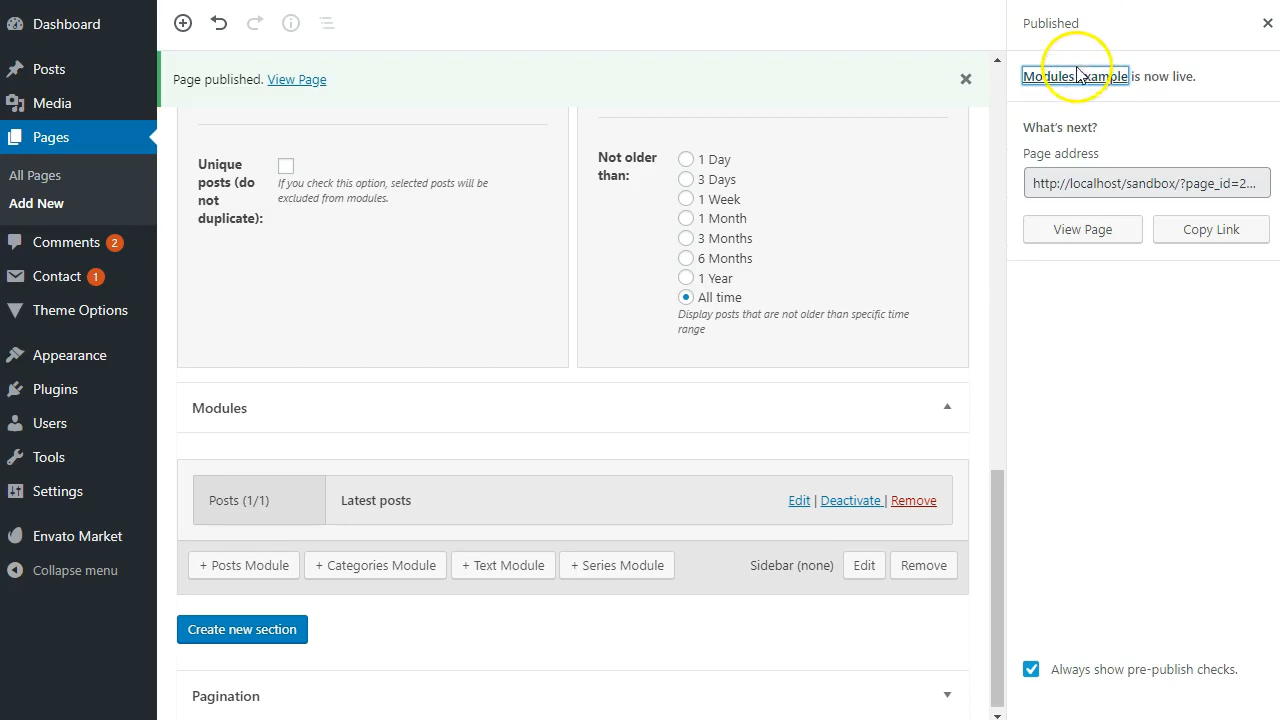 Dashboard
Posts
Media
Pages
All Pages
Add New
Comments 2
Contact 1
Theme Options
Appearance
Plugins
Users
Tools
Settings
Envato Market
Collapse menu
Page published. View Page
Unique
posts (do
not
duplicate):
If you check this option, selected posts will be
excluded from modules.
Not older
than:
1 Day
3 Days
1 Week
1 Month
3 Months
6 Months
1 Year
All time
Display posts that are not older than specific time
range
Modules
Posts (1/1)
Latest posts
Edit | Deactivate | Remove
+ Posts Module
+ Categories Module
+ Text Module
+ Series Module
Sidebar (none)
Edit
Remove
Create new section
Pagination
Published
Modules example is now live.
What's next?
Page address
http://localhost/sandbox/?page_id=2...
View Page
Copy Link
Always show pre-publish checks.